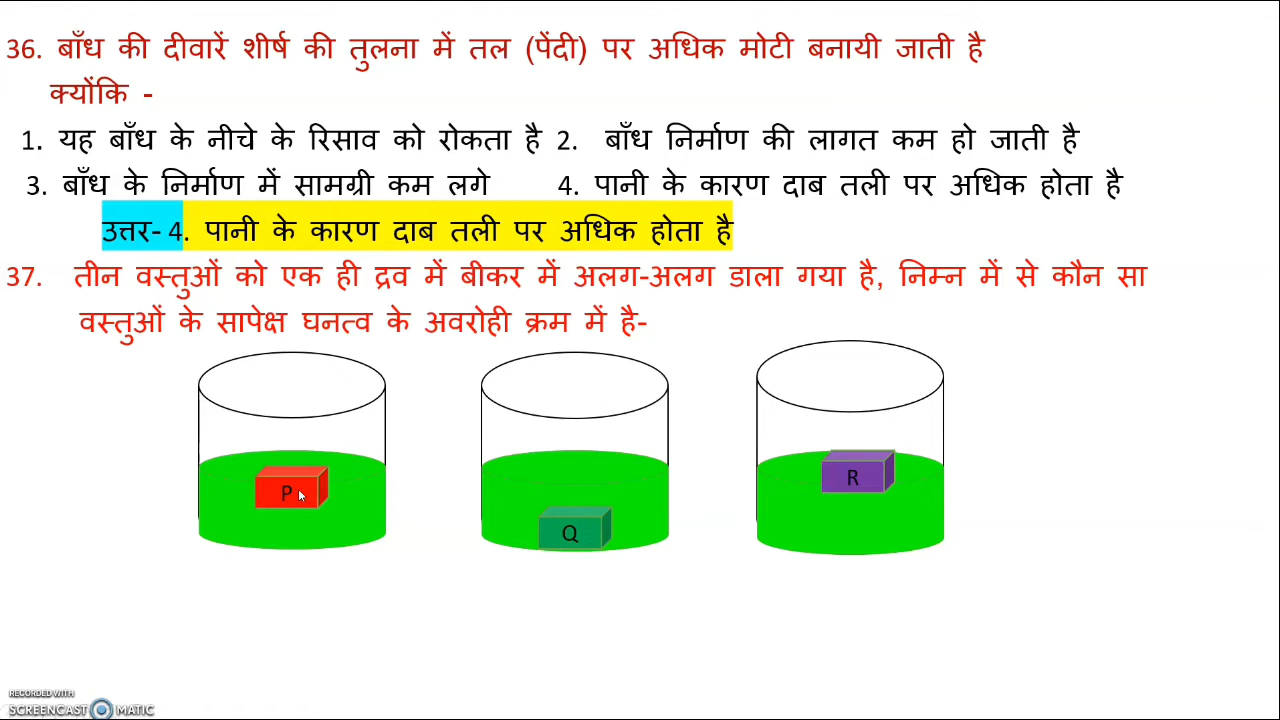 36. बाँध की दीवारें शीर्ष की तुलना में तल (पेंदी) पर अधिक मोटी बनायी जाती है
क्योंकि -
1. यह बाँध के नीचे के रिसाव को रोकता है 2. बाँध निर्माण की लागत कम हो जाती है
3. बाँध के निर्माण में सामग्री कम लगे 4. पानी के कारण दाब तली पर अधिक होता है
उत्तर- 4. पानी के कारण दाब तली पर अधिक होता है
37. तीन वस्तुओं को एक ही द्रव में बीकर में अलग-अलग डाला गया है, निम्न में से कौन सा
वस्तुओं के सापेक्ष घनत्व के अवरोही क्रम में है-
P Q R
RECORDED WITH
SCREENCAST MATIC